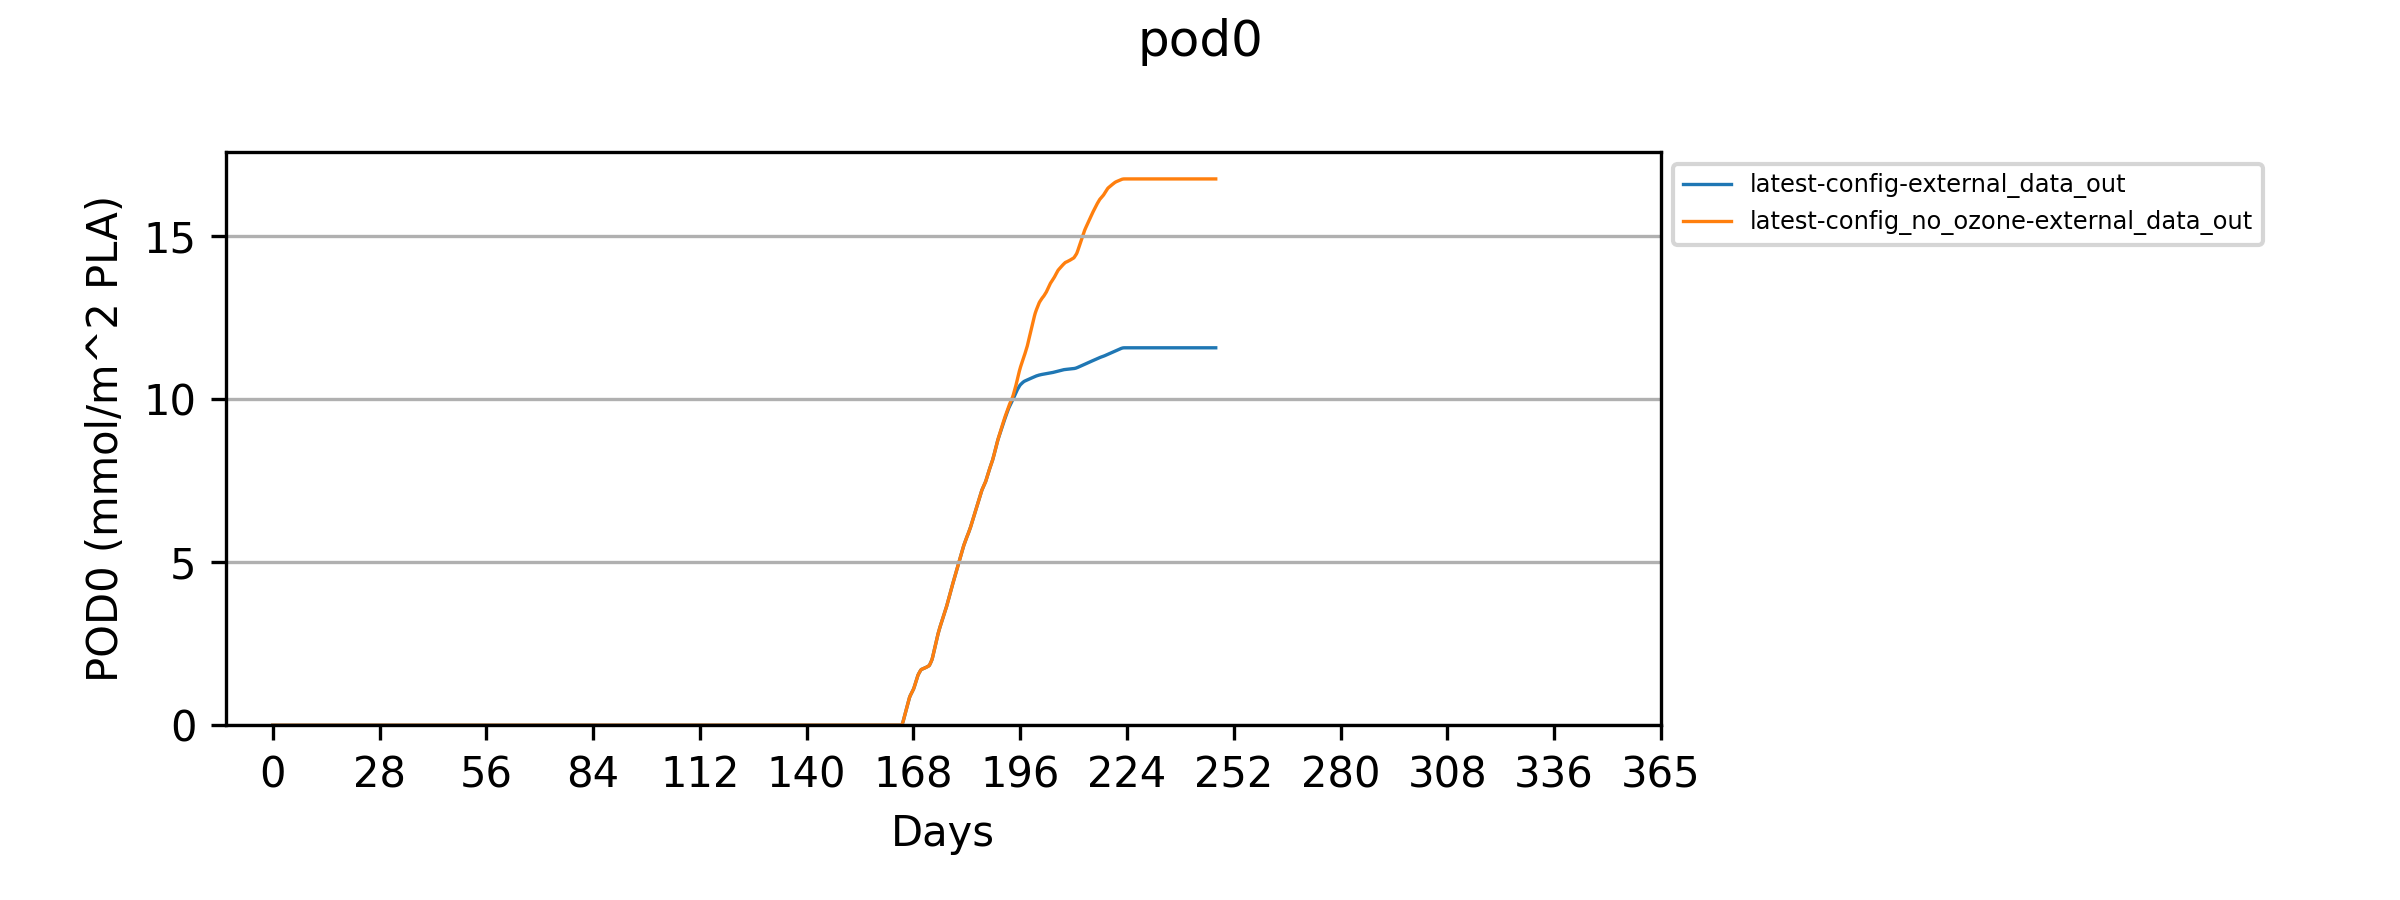 pod0
latest-config-external_data_out
latest-config_no_ozone-external_data_out
POD0 (mmol/m^2 PLA)
15
10
5
0
0 28 56 84 112 140 168 196 224 252 280 308 336 365
Days